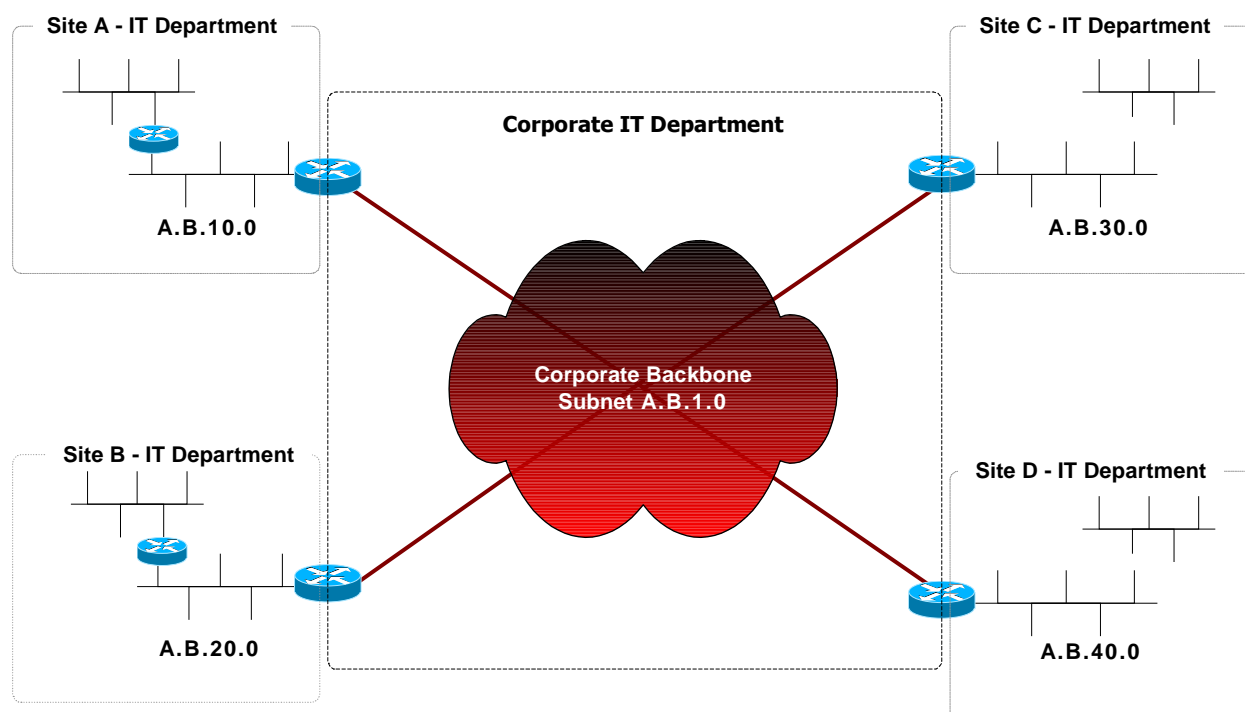 Site A - IT Department
Site C - IT Department
Corporate IT Department
A.B.10.0
A.B.30.0
Corporate Backbone
Subnet A.B.1.0
Site B - IT Department
Site D - IT Department
A.B.20.0
A.B.40.0